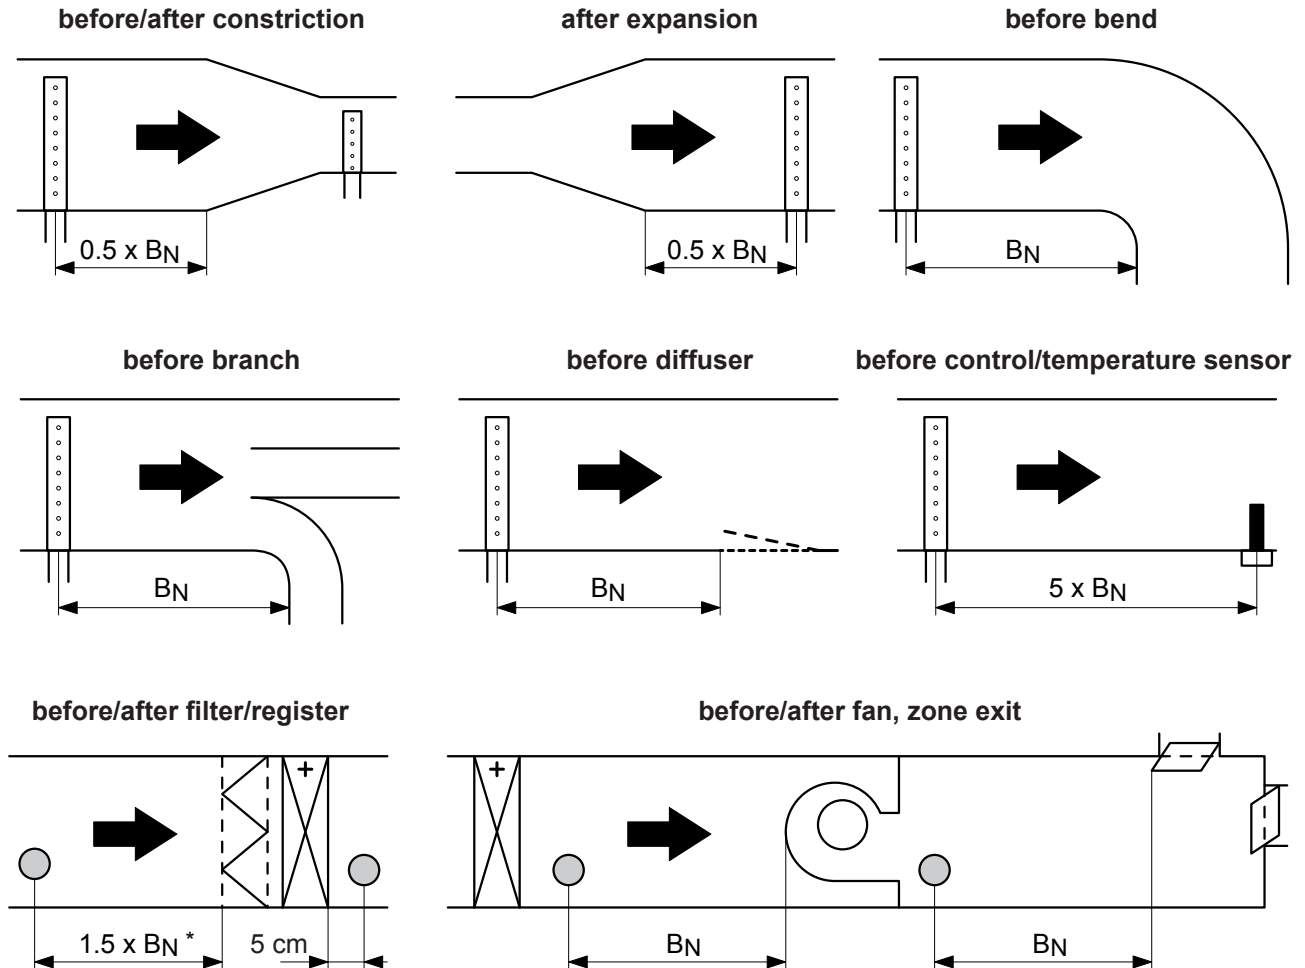 before/after constriction
after expansion
before bend
0.5 x BN
0.5 x BN
BN
before branch
before diffuser
before control/temperature sensor
BN
BN
5 x BN
before/after filter/register
before/after fan, zone exit
+
+
1.5 x BN *
5 cm
BN
BN